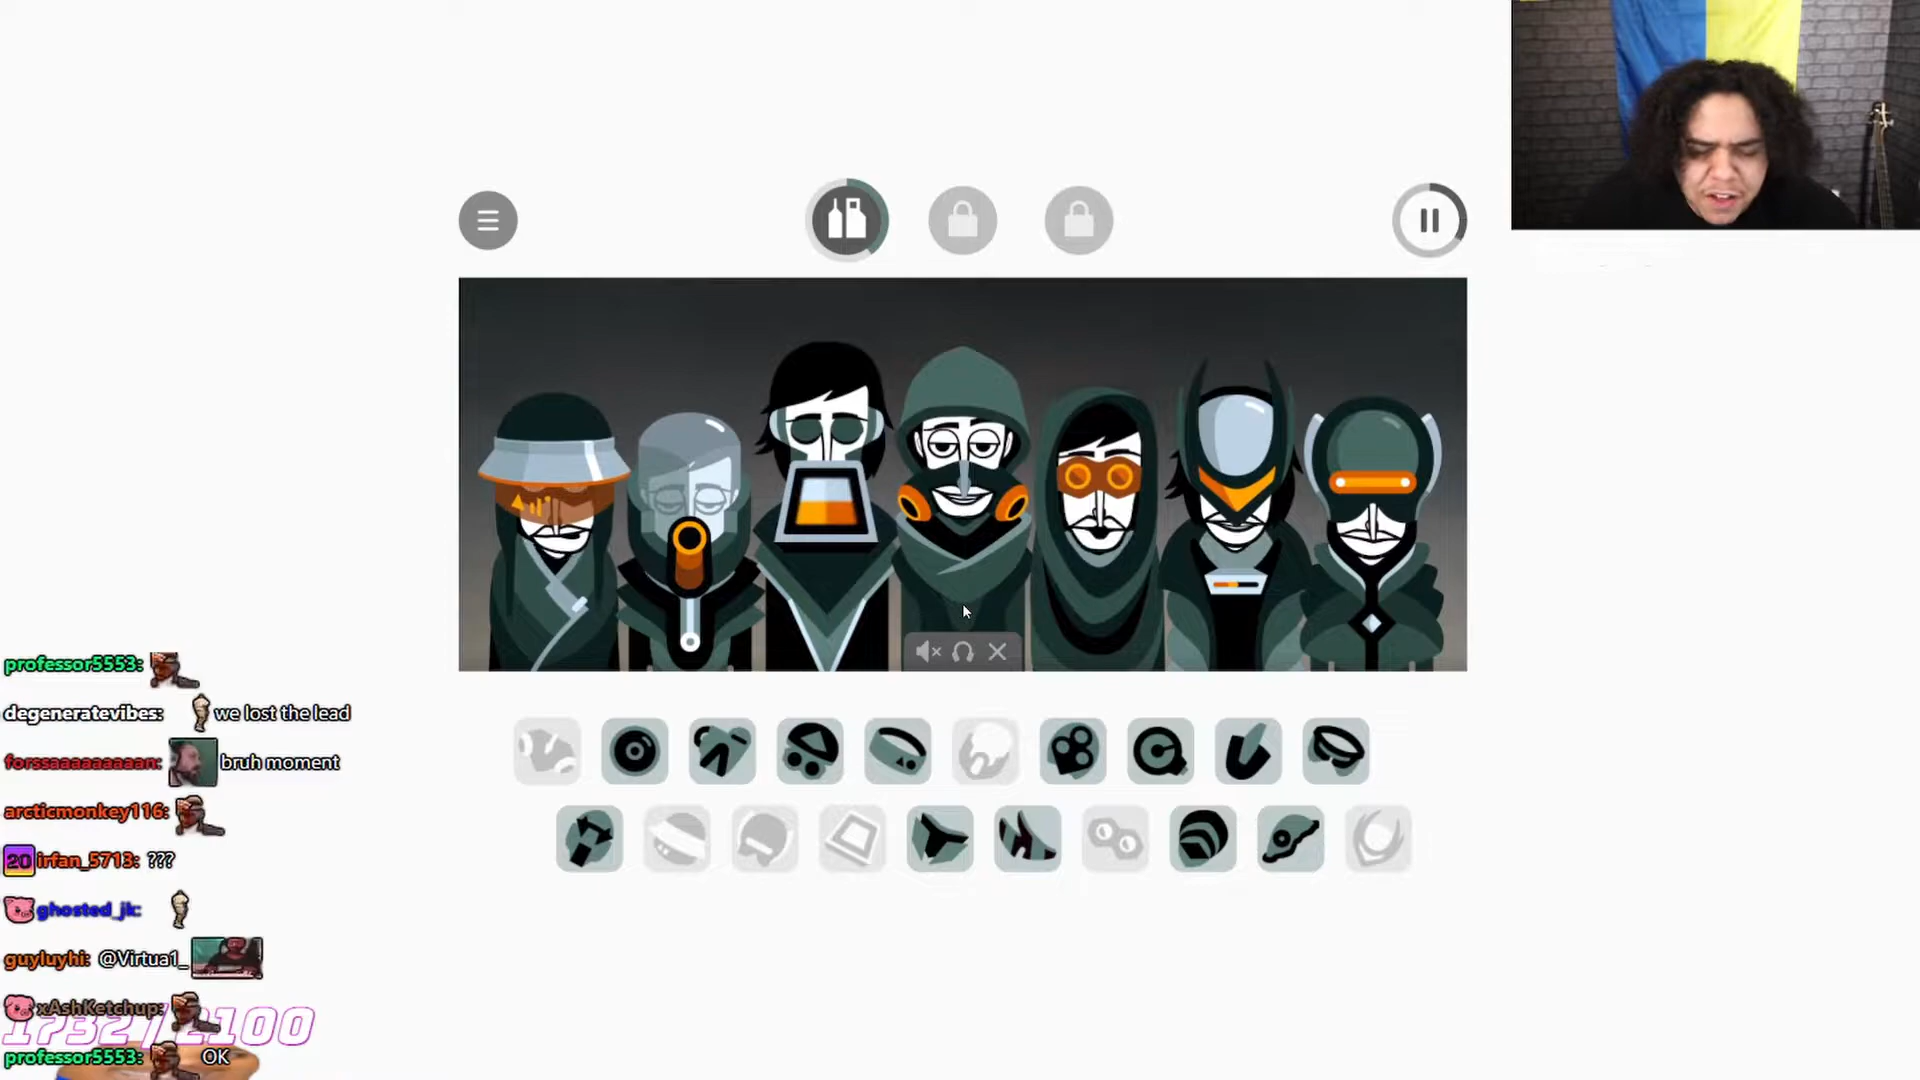 professor5553:
degeneratevibes: we lost the lead
forssaaaaaaaaan: bruh moment
arcticmonkey116:
20 irfan_5713: ???
ghosted_jk:
guyluyhi: @Virtua1_
xAshKetchup:
1732 / 2100
professor5553: OK